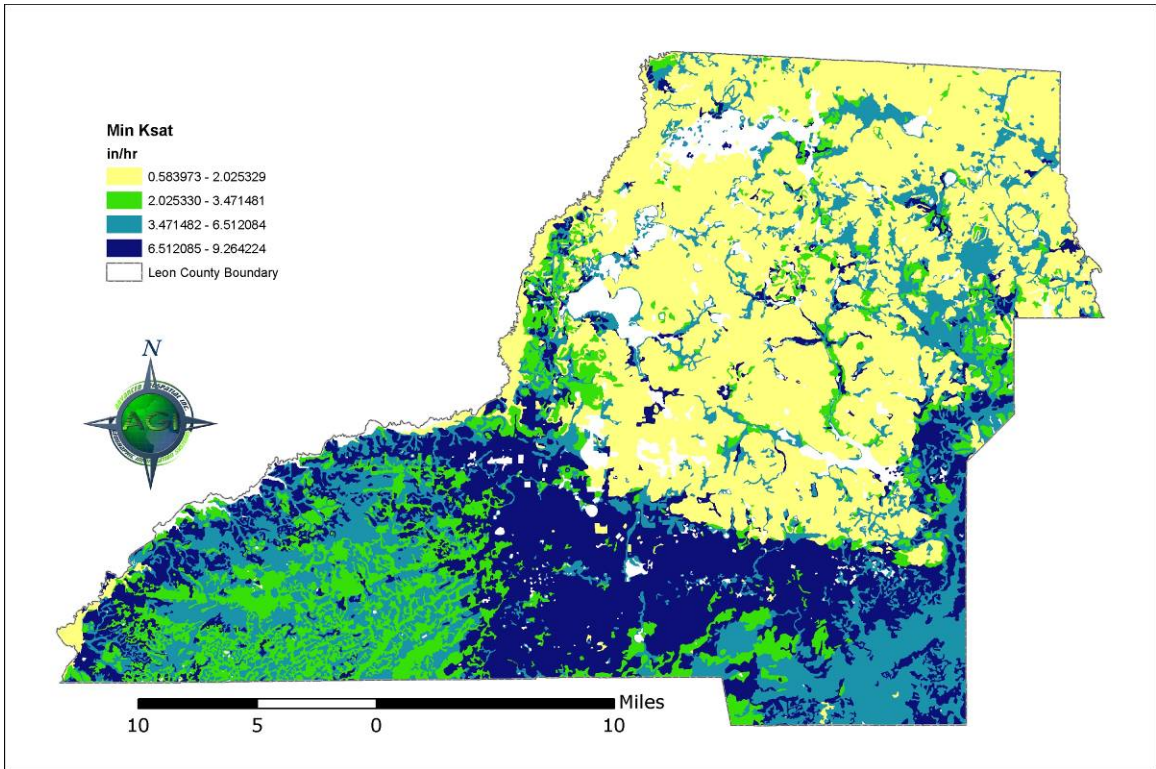 Min Ksat
in/hr
0.583973 - 2.025329
2.025330 - 3.471481
3.471482 - 6.512084
6.512085 - 9.264224
Leon County Boundary
N
AGI
10 5 0 10 Miles